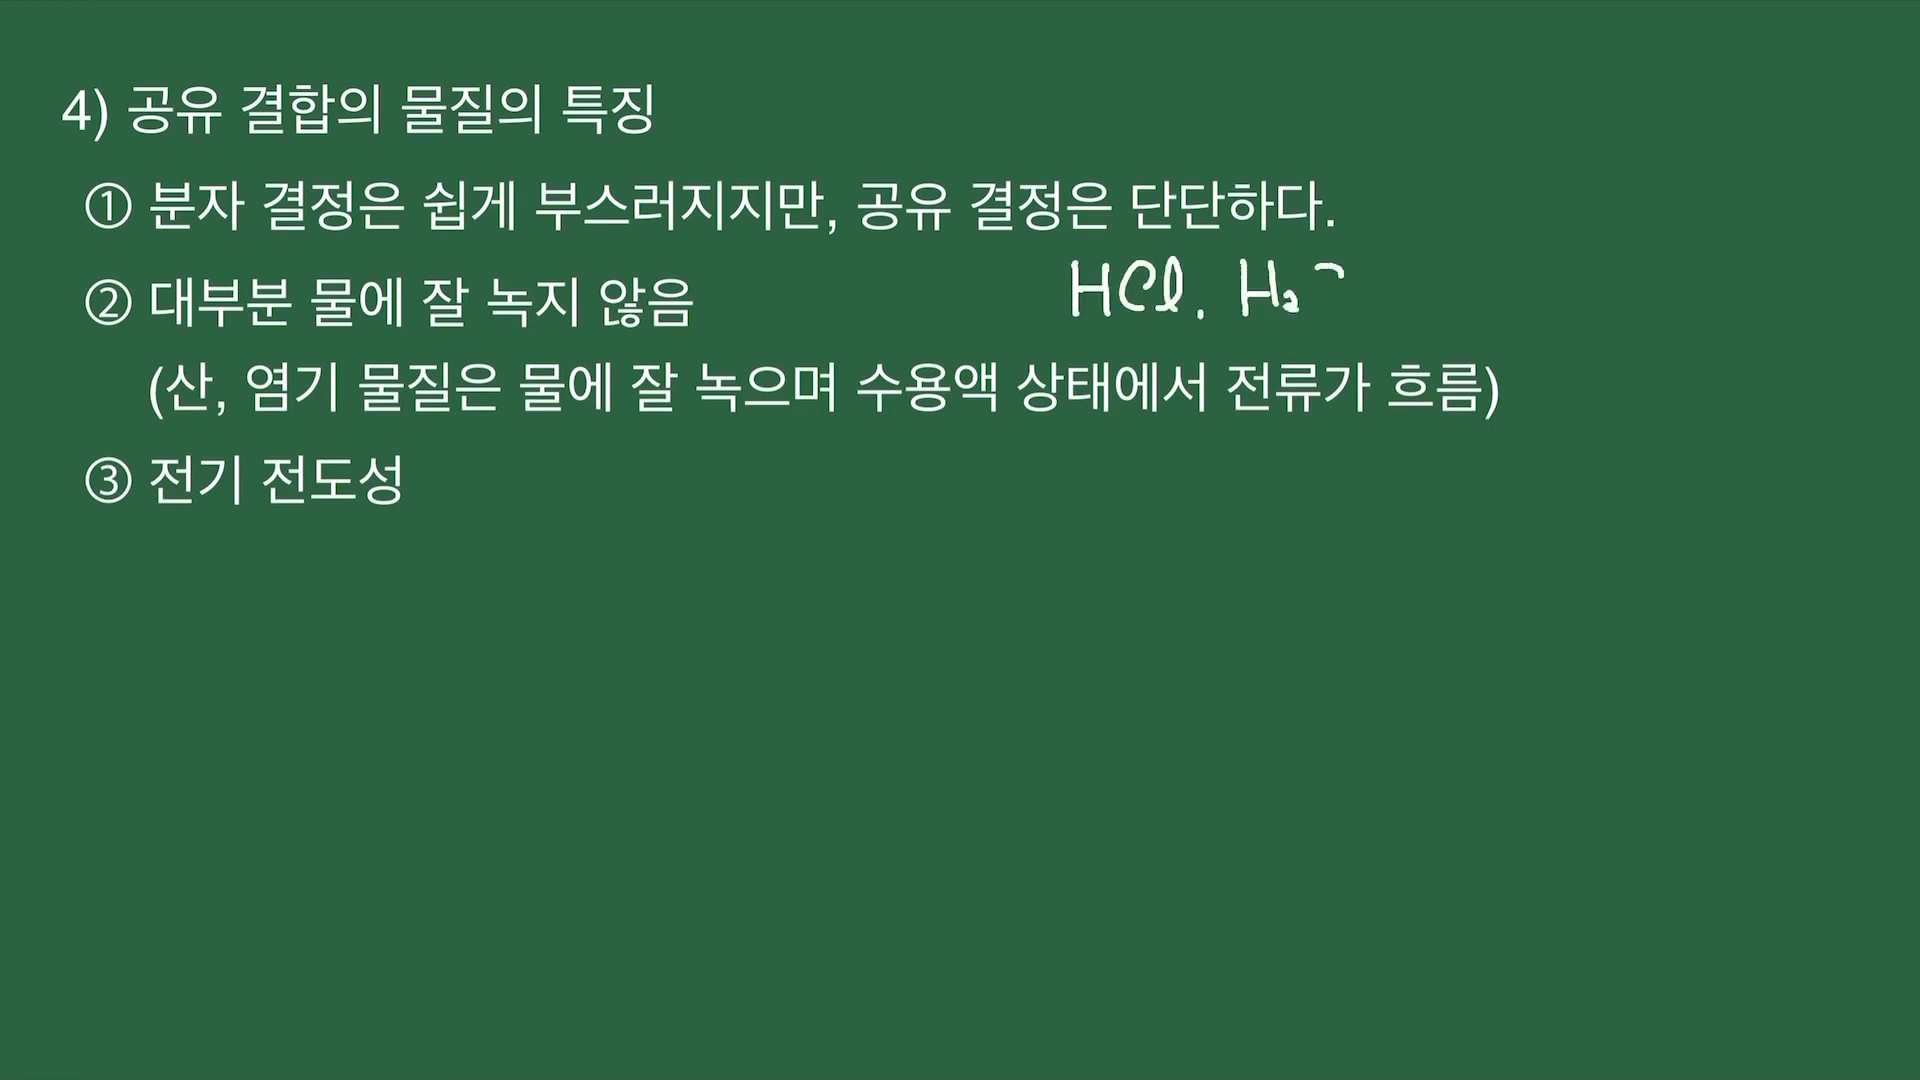 4) 공유 결합의 물질의 특징
① 분자 결정은 쉽게 부스러지지만, 공유 결정은 단단하다.
② 대부분 물에 잘 녹지 않음
HCl, H₂
(산, 염기 물질은 물에 잘 녹으며 수용액 상태에서 전류가 흐름)
③ 전기 전도성